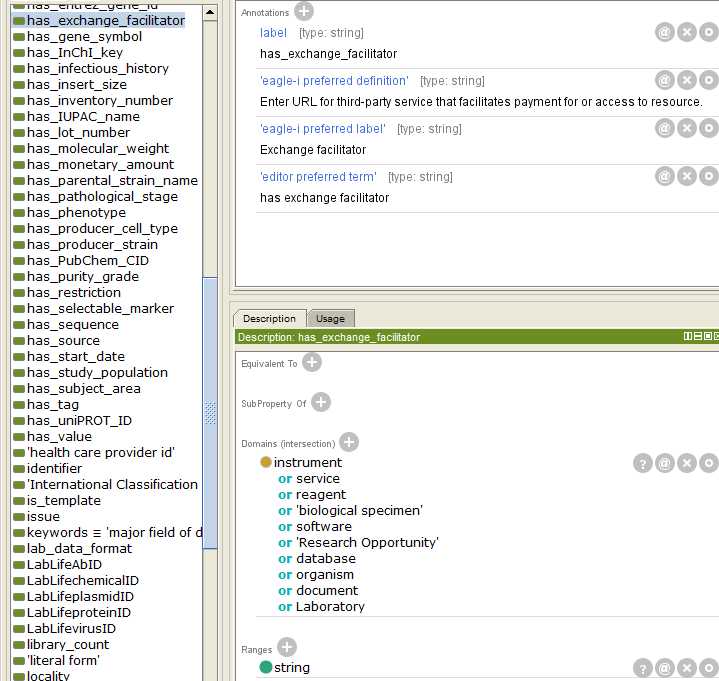 has_entrez_gene_id
has_exchange_facilitator
has_gene_symbol
has_InChI_key
has_infectious_history
has_insert_size
has_inventory_number
has_IUPAC_name
has_lot_number
has_molecular_weight
has_monetary_amount
has_parental_strain_name
has_pathological_stage
has_phenotype
has_producer_cell_type
has_producer_strain
has_PubChem_CID
has_purity_grade
has_restriction
has_selectable_marker
has_sequence
has_source
has_start_date
has_study_population
has_subject_area
has_tag
has_uniPROT_ID
has_value
'health care provider id'
identifier
'International Classification
is_template
issue
keywords ≡ 'major field of d
lab_data_format
LabLifeAbID
LabLifechemicalID
LabLifeplasmidID
LabLifeproteinID
LabLifevirusID
library_count
'literal form'
locality
Annotations
label [type: string]
has_exchange_facilitator
'eagle-i preferred definition' [type: string]
Enter URL for third-party service that facilitates payment for or access to resource.
'eagle-i preferred label' [type: string]
Exchange facilitator
'editor preferred term' [type: string]
has exchange facilitator
Description Usage
Description: has_exchange_facilitator
Equivalent To
SubProperty Of
Domains (intersection)
instrument
or service
or reagent
or 'biological specimen'
or software
or 'Research Opportunity'
or database
or organism
or document
or Laboratory
Ranges
string